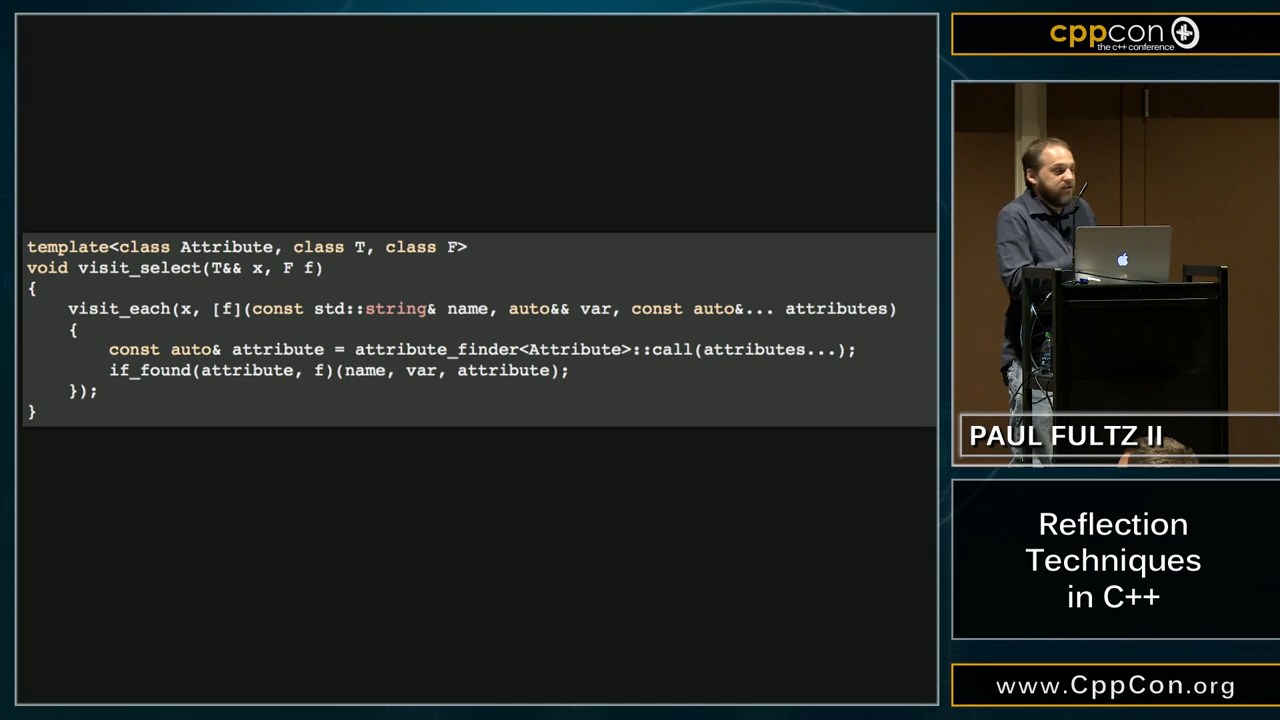 template<class Attribute, class T, class F>
void visit_select(T&& x, F f)
{
    visit_each(x, [f](const std::string& name, auto&& var, const auto&... attributes)
    {
        const auto& attribute = attribute_finder<Attribute>::call(attributes...);
        if_found(attribute, f)(name, var, attribute);
    });
}
cppcon
the c++ conference
PAUL FULTZ II
Reflection
Techniques
in C++
www.CppCon.org